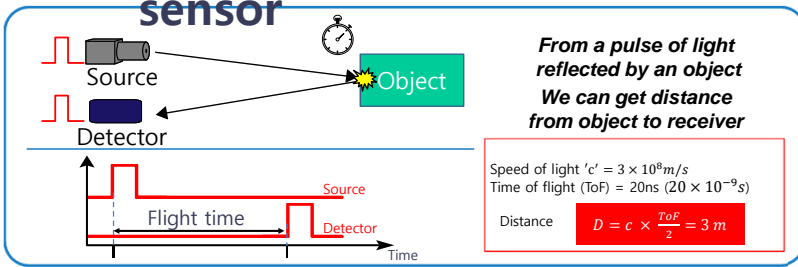 sensor
Source
Object
Detector
From a pulse of light
reflected by an object
We can get distance
from object to receiver
Source
Flight time
Detector
Time
Speed of light 'c' = 3 × 10⁸m/s
Time of flight (ToF) = 20ns (20 × 10⁻⁹s)
Distance
D = c × ToF/2 = 3 m